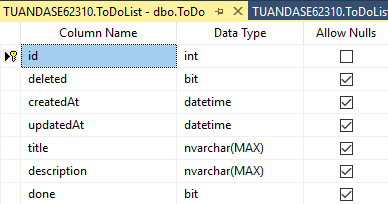 TUANDASE62310.ToDoList - dbo.ToDo TUANDASE62310.ToDoList
Column Name Data Type Allow Nulls
id int
deleted bit
createdAt datetime
updatedAt datetime
title nvarchar(MAX)
description nvarchar(MAX)
done bit